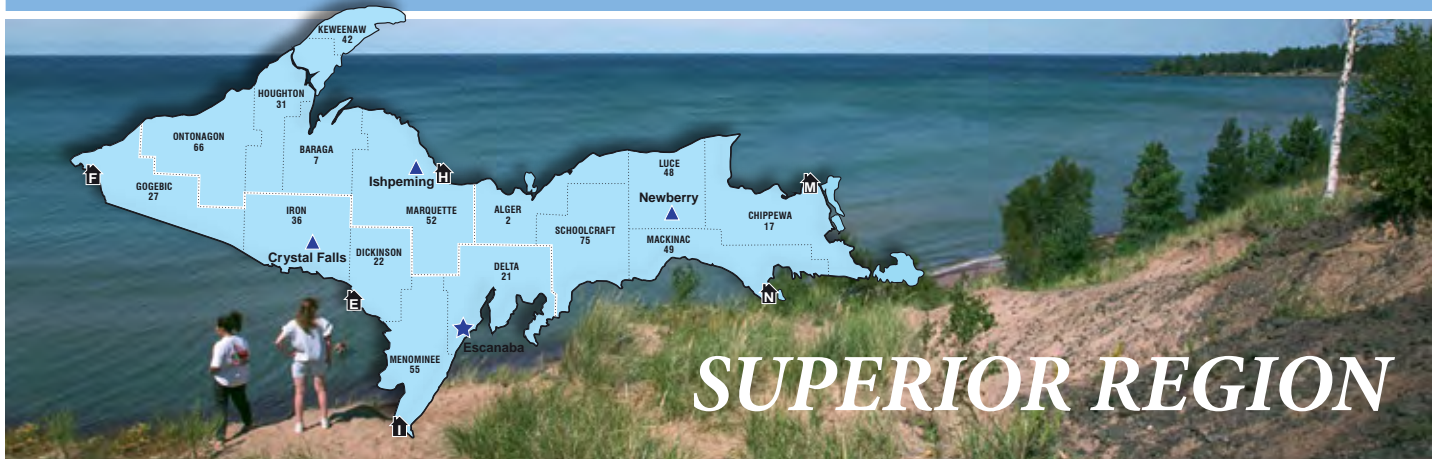 KEWEENAW
42
HOUGHTON
31
ONTONAGON
66
BARAGA
7
LUCE
48
F
Ishpeming
H
M
GOGEBIC
27
Newberry
IRON
36
MARQUETTE
52
ALGER
2
CHIPPEWA
17
SCHOOLCRAFT
75
MACKINAC
49
Crystal Falls
DICKINSON
22
DELTA
21
E
N
Escanaba
MENOMINEE
55
I
SUPERIOR REGION